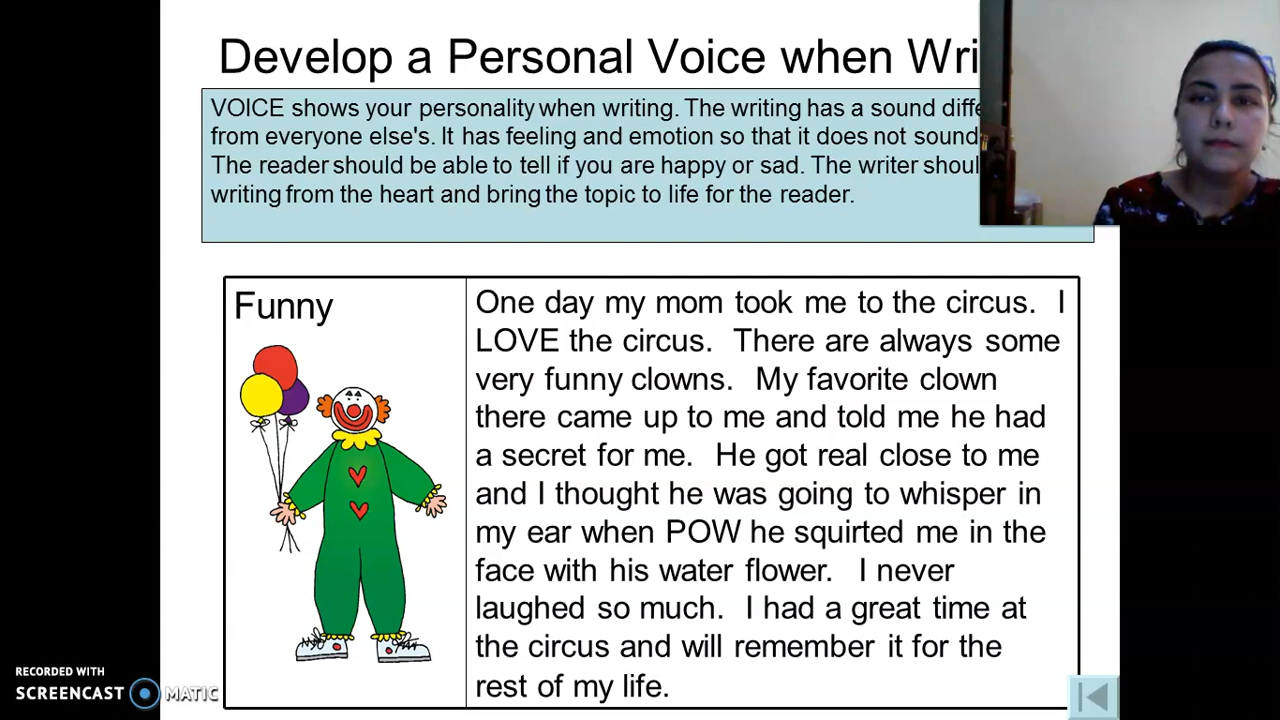 Develop a Personal Voice when Wri
VOICE shows your personality when writing. The writing has a sound diffe
from everyone else's. It has feeling and emotion so that it does not sound
The reader should be able to tell if you are happy or sad. The writer shoul
writing from the heart and bring the topic to life for the reader.
Funny
One day my mom took me to the circus. I
LOVE the circus. There are always some
very funny clowns. My favorite clown
there came up to me and told me he had
a secret for me. He got real close to me
and I thought he was going to whisper in
my ear when POW he squirted me in the
face with his water flower. I never
laughed so much. I had a great time at
the circus and will remember it for the
rest of my life.
RECORDED WITH
SCREENCAST MATIC